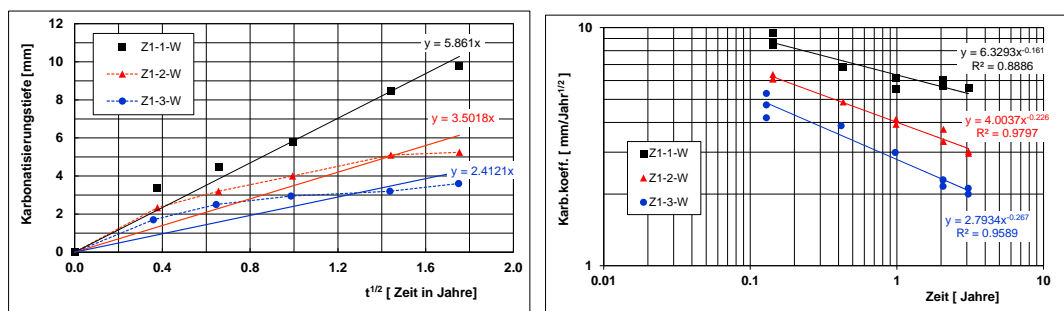 Karbonatisierungstiefe [mm]
12
10
8
6
4
2
0
Z1-1-W
Z1-2-W
Z1-3-W
y = 5.861x
y = 3.5018x
y = 2.4121x
0.0 0.4 0.8 1.2 1.6 2.0
t1/2 [ Zeit in Jahre]
Karb.koeff. [mm/Jahr1/2]
10
1
y = 6.3293x-0.161
R² = 0.8886
y = 4.0037x-0.226
R² = 0.9797
Z1-1-W
Z1-2-W
Z1-3-W
y = 2.7934x-0.267
R² = 0.9589
0.01 0.1 1 10
Zeit [ Jahre]